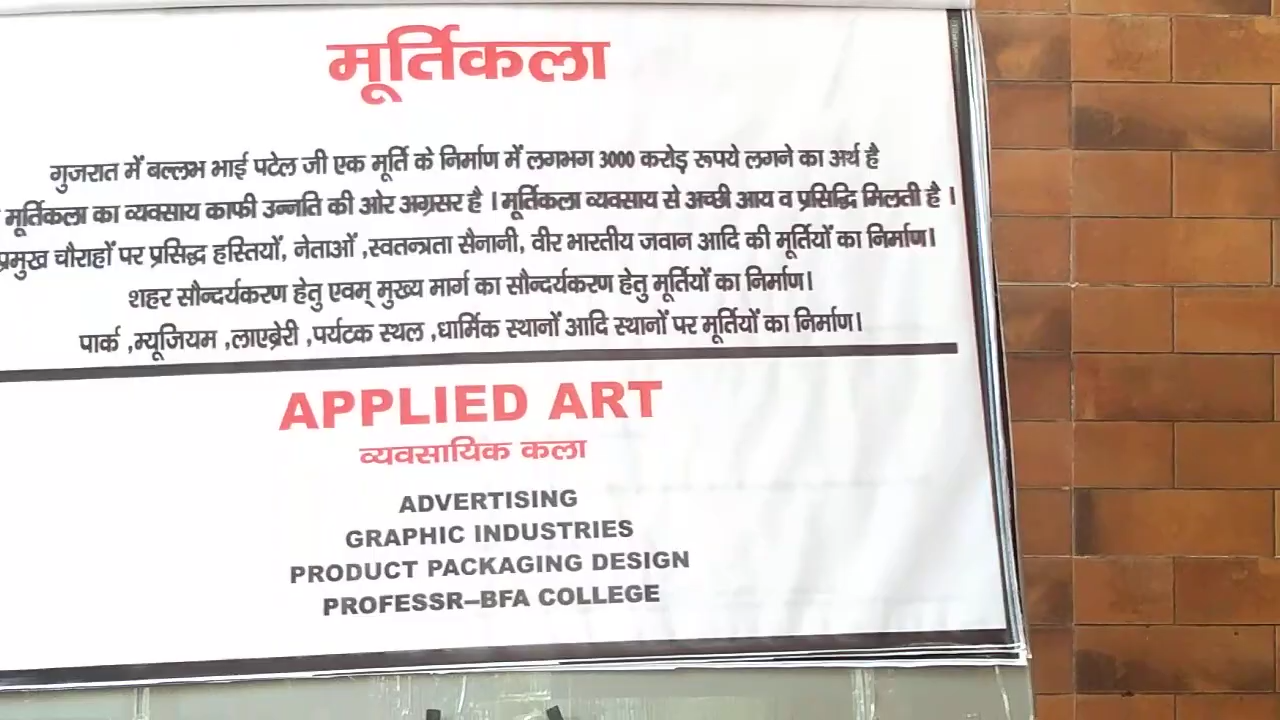 मूर्तिकला
गुजरात में बल्लभ भाई पटेल जी एक मूर्ति के निर्माण में लगभग 3000 करोड़ रूपये लगने का अर्थ है
मूर्तिकला का व्यवसाय काफी उन्नति की ओर अग्रसर है । मूर्तिकला व्यवसाय से अच्छी आय व प्रसिद्धि मिलती है ।
प्रमुख चौराहों पर प्रसिद्ध हस्तियों, नेताओं ,स्वतन्त्रता सैनानी, वीर भारतीय जवान आदि की मूर्तियों का निर्माण।
शहर सौन्दर्यकरण हेतु एवम् मुख्य मार्ग का सौन्दर्यकरण हेतु मूर्तियों का निर्माण।
पार्क ,म्यूजियम ,लाएब्रेरी ,पर्यटक स्थल ,धार्मिक स्थानों आदि स्थानों पर मूर्तियों का निर्माण।
APPLIED ART
व्यवसायिक कला
ADVERTISING
GRAPHIC INDUSTRIES
PRODUCT PACKAGING DESIGN
PROFESSR–BFA COLLEGE